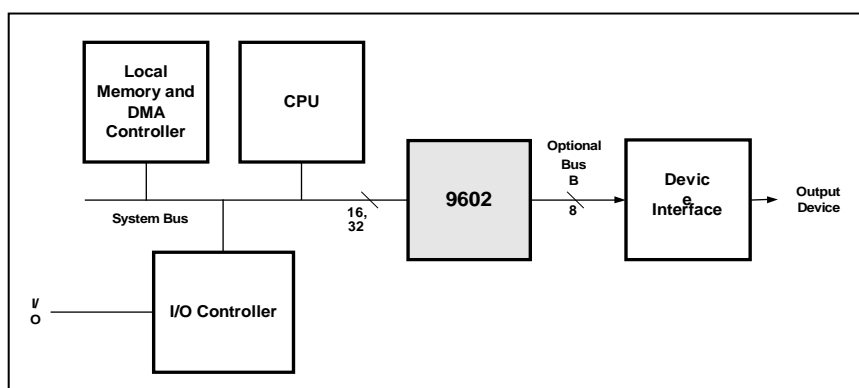 Local
Memory and
DMA
Controller
CPU
9602
Optional
Bus
B
8
Devic
e
Interface
Output
Device
System Bus
16,
32
I/O Controller
I/
O